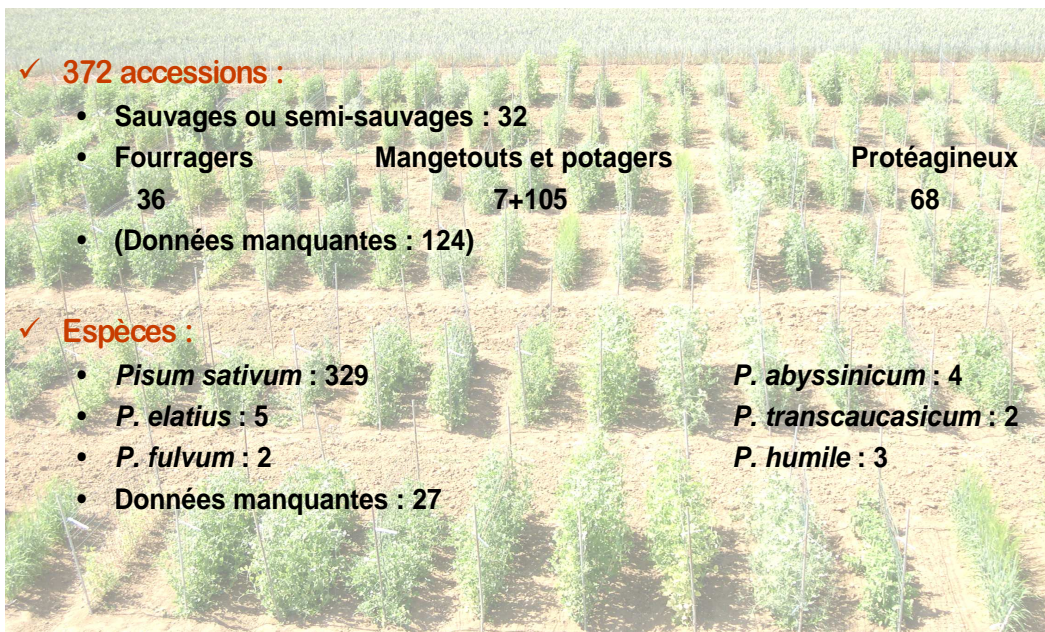 ✓ 372 accessions :
• Sauvages ou semi-sauvages : 32
• Fourragers Mangetouts et potagers Protéagineux
36 7+105 68
• (Données manquantes : 124)
✓ Espèces :
• Pisum sativum : 329 P. abyssinicum : 4
• P. elatius : 5 P. transcaucasicum : 2
• P. fulvum : 2 P. humile : 3
• Données manquantes : 27